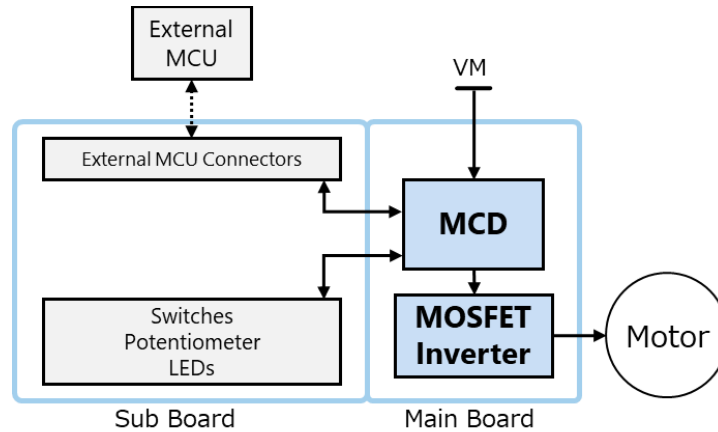 External
MCU
VM
External MCU Connectors
MCD
Switches
Potentiometer
LEDs
MOSFET
Inverter
Motor
Sub Board
Main Board